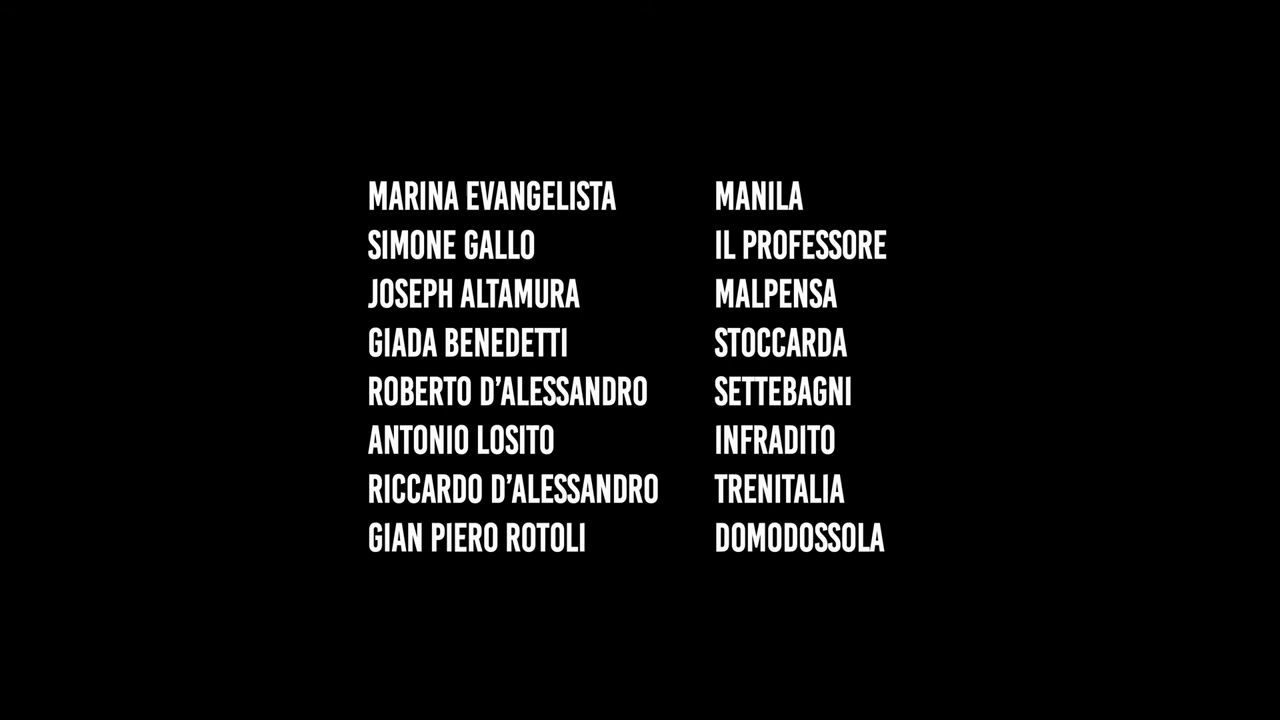 MARINA EVANGELISTA MANILA
SIMONE GALLO IL PROFESSORE
JOSEPH ALTAMURA MALPENSA
GIADA BENEDETTI STOCCARDA
ROBERTO D'ALESSANDRO SETTEBAGNI
ANTONIO LOSITO INFRADITO
RICCARDO D'ALESSANDRO TRENITALIA
GIAN PIERO ROTOLI DOMODOSSOLA